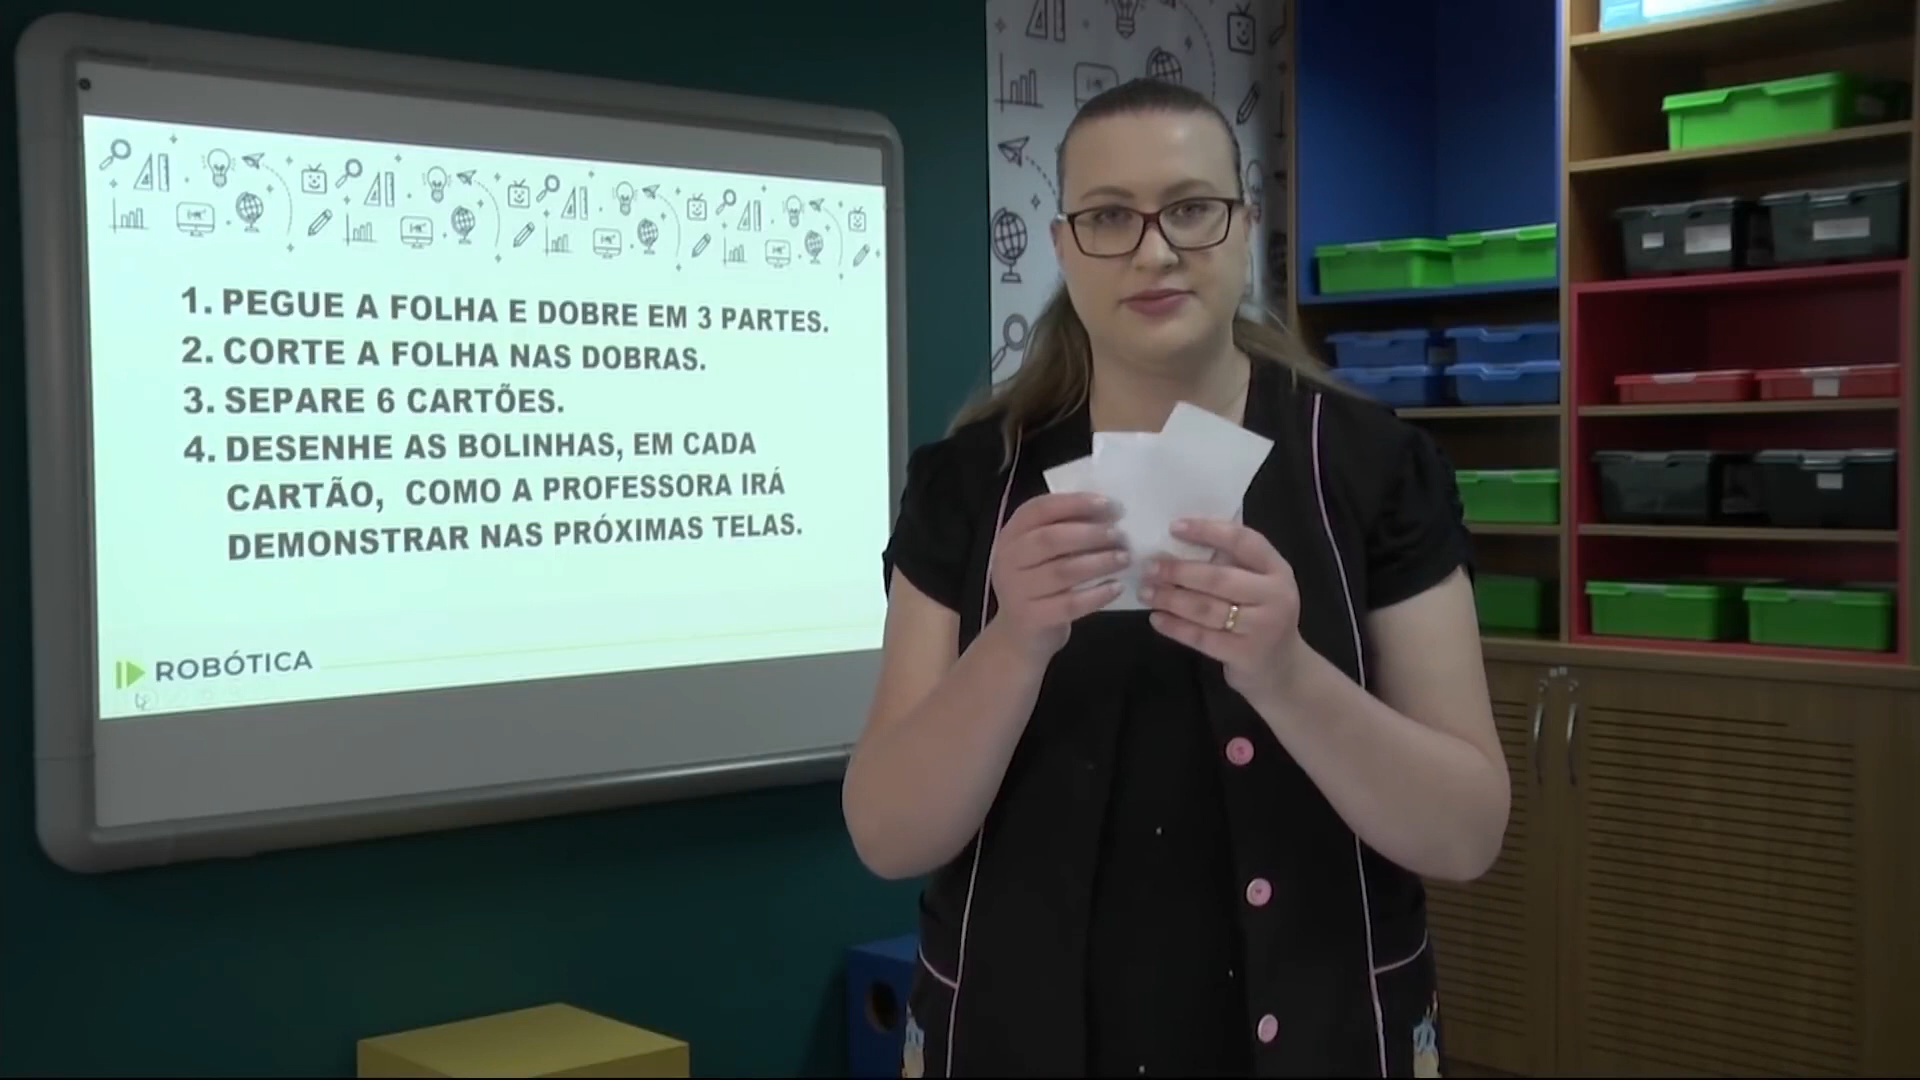 1. PEGUE A FOLHA E DOBRE EM 3 PARTES.
2. CORTE A FOLHA NAS DOBRAS.
3. SEPARE 6 CARTÕES.
4. DESENHE AS BOLINHAS, EM CADA
CARTÃO, COMO A PROFESSORA IRÁ
DEMONSTRAR NAS PRÓXIMAS TELAS.
ROBÓTICA